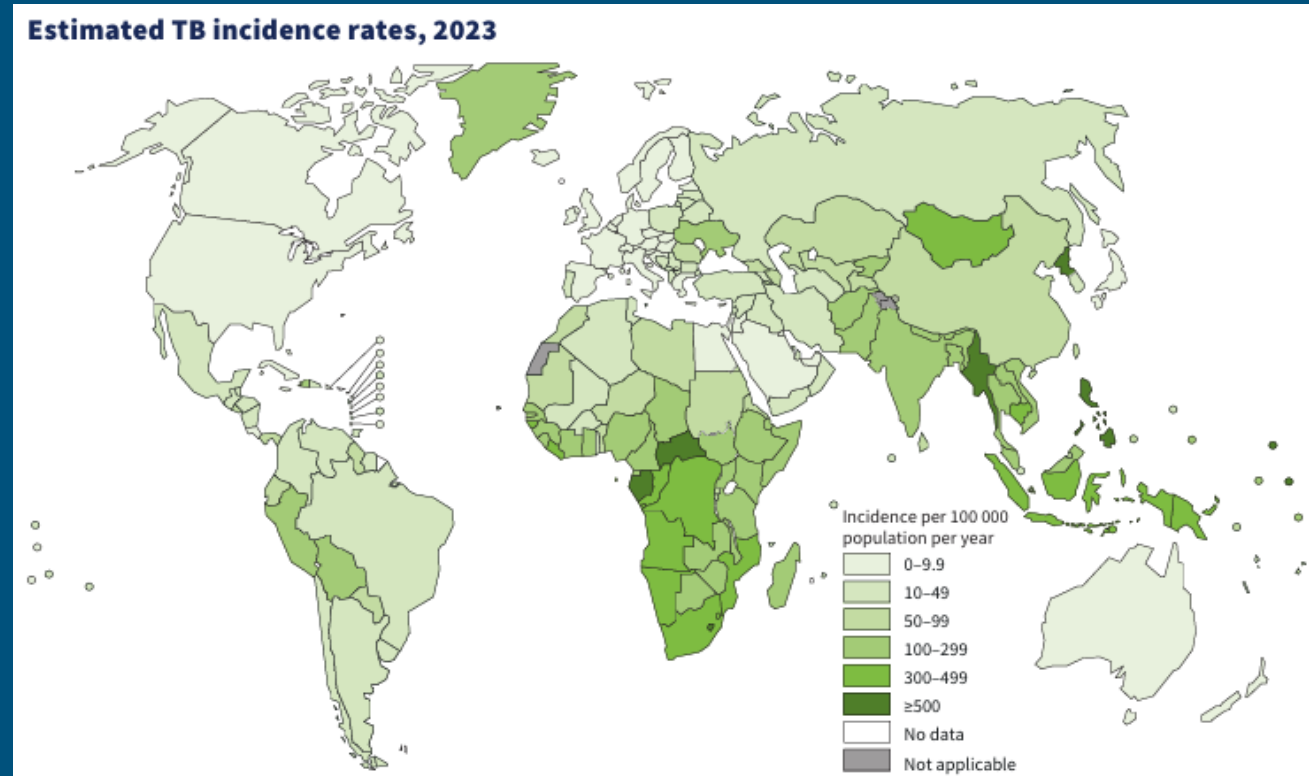 Estimated TB incidence rates, 2023
Incidence per 100 000
population per year
0–9.9
10–49
50–99
100–299
300–499
≥500
No data
Not applicable